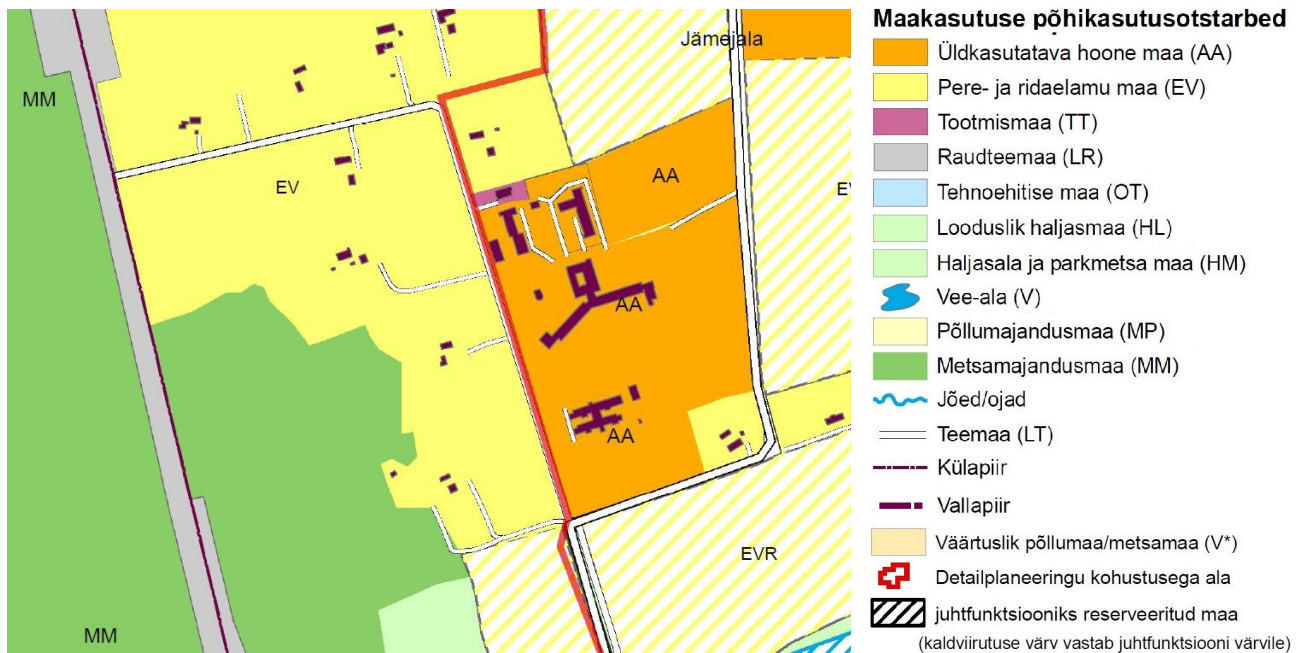 Jämejala
MM
EV
AA
AA
AA
EVR
MM
Maakasutuse põhikasutusotstarbed
Üldkasutatava hoone maa (AA)
Pere- ja ridaelamu maa (EV)
Tootmismaa (TT)
Raudteemaa (LR)
Tehnoehitise maa (OT)
Looduslik haljasmaa (HL)
Haljasala ja parkmetsa maa (HM)
Vee-ala (V)
Põllumajandusmaa (MP)
Metsamajandusmaa (MM)
Jõed/ojad
Teemaa (LT)
Külapiir
Vallapiir
Väärtuslik põllumaa/metsamaa (V*)
Detailplaneeringu kohustusega ala
juhtfunktsiooniks reserveeritud maa
(kaldviirutuse värv vastab juhtfunktsiooni värvile)